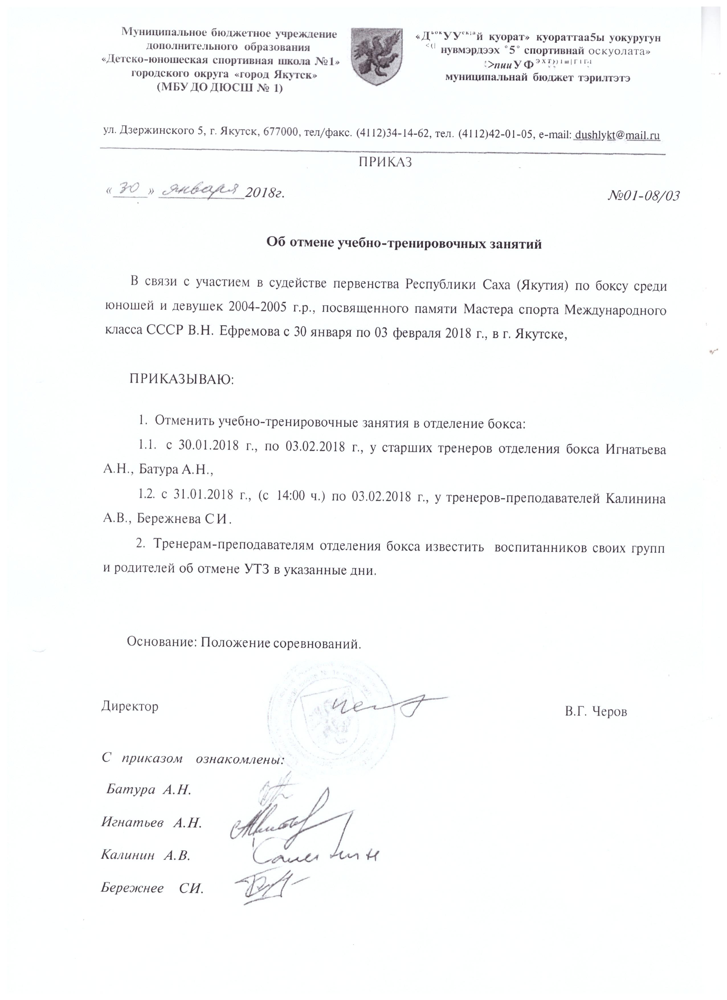 Муниципальное бюджетное учреждение
дополнительного образования
«Детско-юношеская спортивная школа №1»
городского округа «город Якутск»
(МБУ ДО ДЮСШ № 1)
й куорат» куораттаа5ы уокуругун
нувмэрдээх °5° спортивнай оскуолата»
муниципальнай бюджет тэрилтэтэ
ул. Дзержинского 5, г. Якутск, 677000, тел/факс. (4112)34-14-62, тел. (4112)42-01-05, e-mail: dushlykt@mail.ru
ПРИКАЗ
«30» января 2018г.
№01-08/03
Об отмене учебно-тренировочных занятий
В связи с участием в судействе первенства Республики Саха (Якутия) по боксу среди
юношей и девушек 2004-2005 г.р., посвященного памяти Мастера спорта Международного
класса СССР В.Н. Ефремова с 30 января по 03 февраля 2018 г., в г. Якутске,
ПРИКАЗЫВАЮ:
1. Отменить учебно-тренировочные занятия в отделение бокса:
1.1. с 30.01.2018 г., по 03.02.2018 г., у старших тренеров отделения бокса Игнатьева
А.Н., Батура А.Н.,
1.2. с 31.01.2018 г., (с 14:00 ч.) по 03.02.2018 г., у тренеров-преподавателей Калинина
А.В., Бережнева С И .
2. Тренерам-преподавателям отделения бокса известить воспитанников своих групп
и родителей об отмене УТЗ в указанные дни.
Основание: Положение соревнований.
Директор
В.Г. Черов
С приказом ознакомлены:
Батура А.Н.
Игнатьев А.Н.
Калинин А.В.
Бережнее СИ.